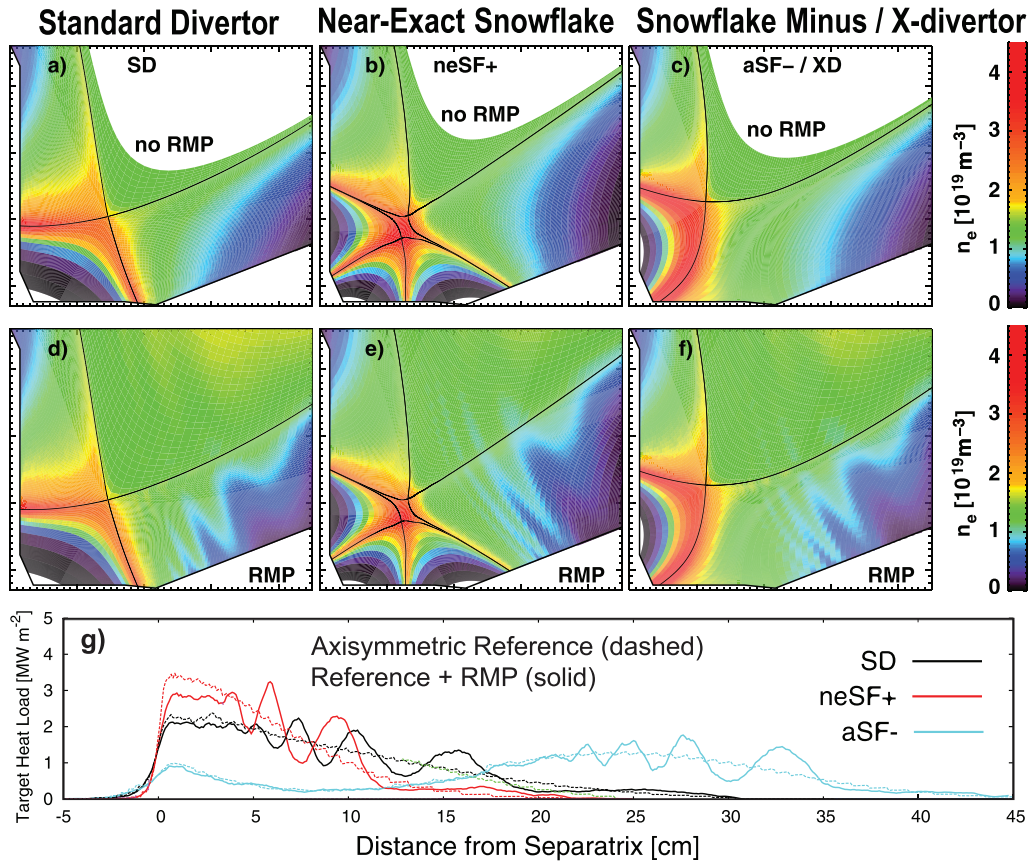 Standard Divertor
Near-Exact Snowflake
Snowflake Minus / X-divertor
a)
SD
no RMP
b)
neSF+
no RMP
c)
aSF− / XD
no RMP
4
3
2
1
0
n_e [10^19 m^−3]
d)
RMP
e)
RMP
f)
RMP
4
3
2
1
0
n_e [10^19 m^−3]
g)
Axisymmetric Reference (dashed)
Reference + RMP (solid)
SD
neSF+
aSF-
Target Heat Load [MW m^-2]
5
4
3
2
1
0
-5 0 5 10 15 20 25 30 35 40 45
Distance from Separatrix [cm]